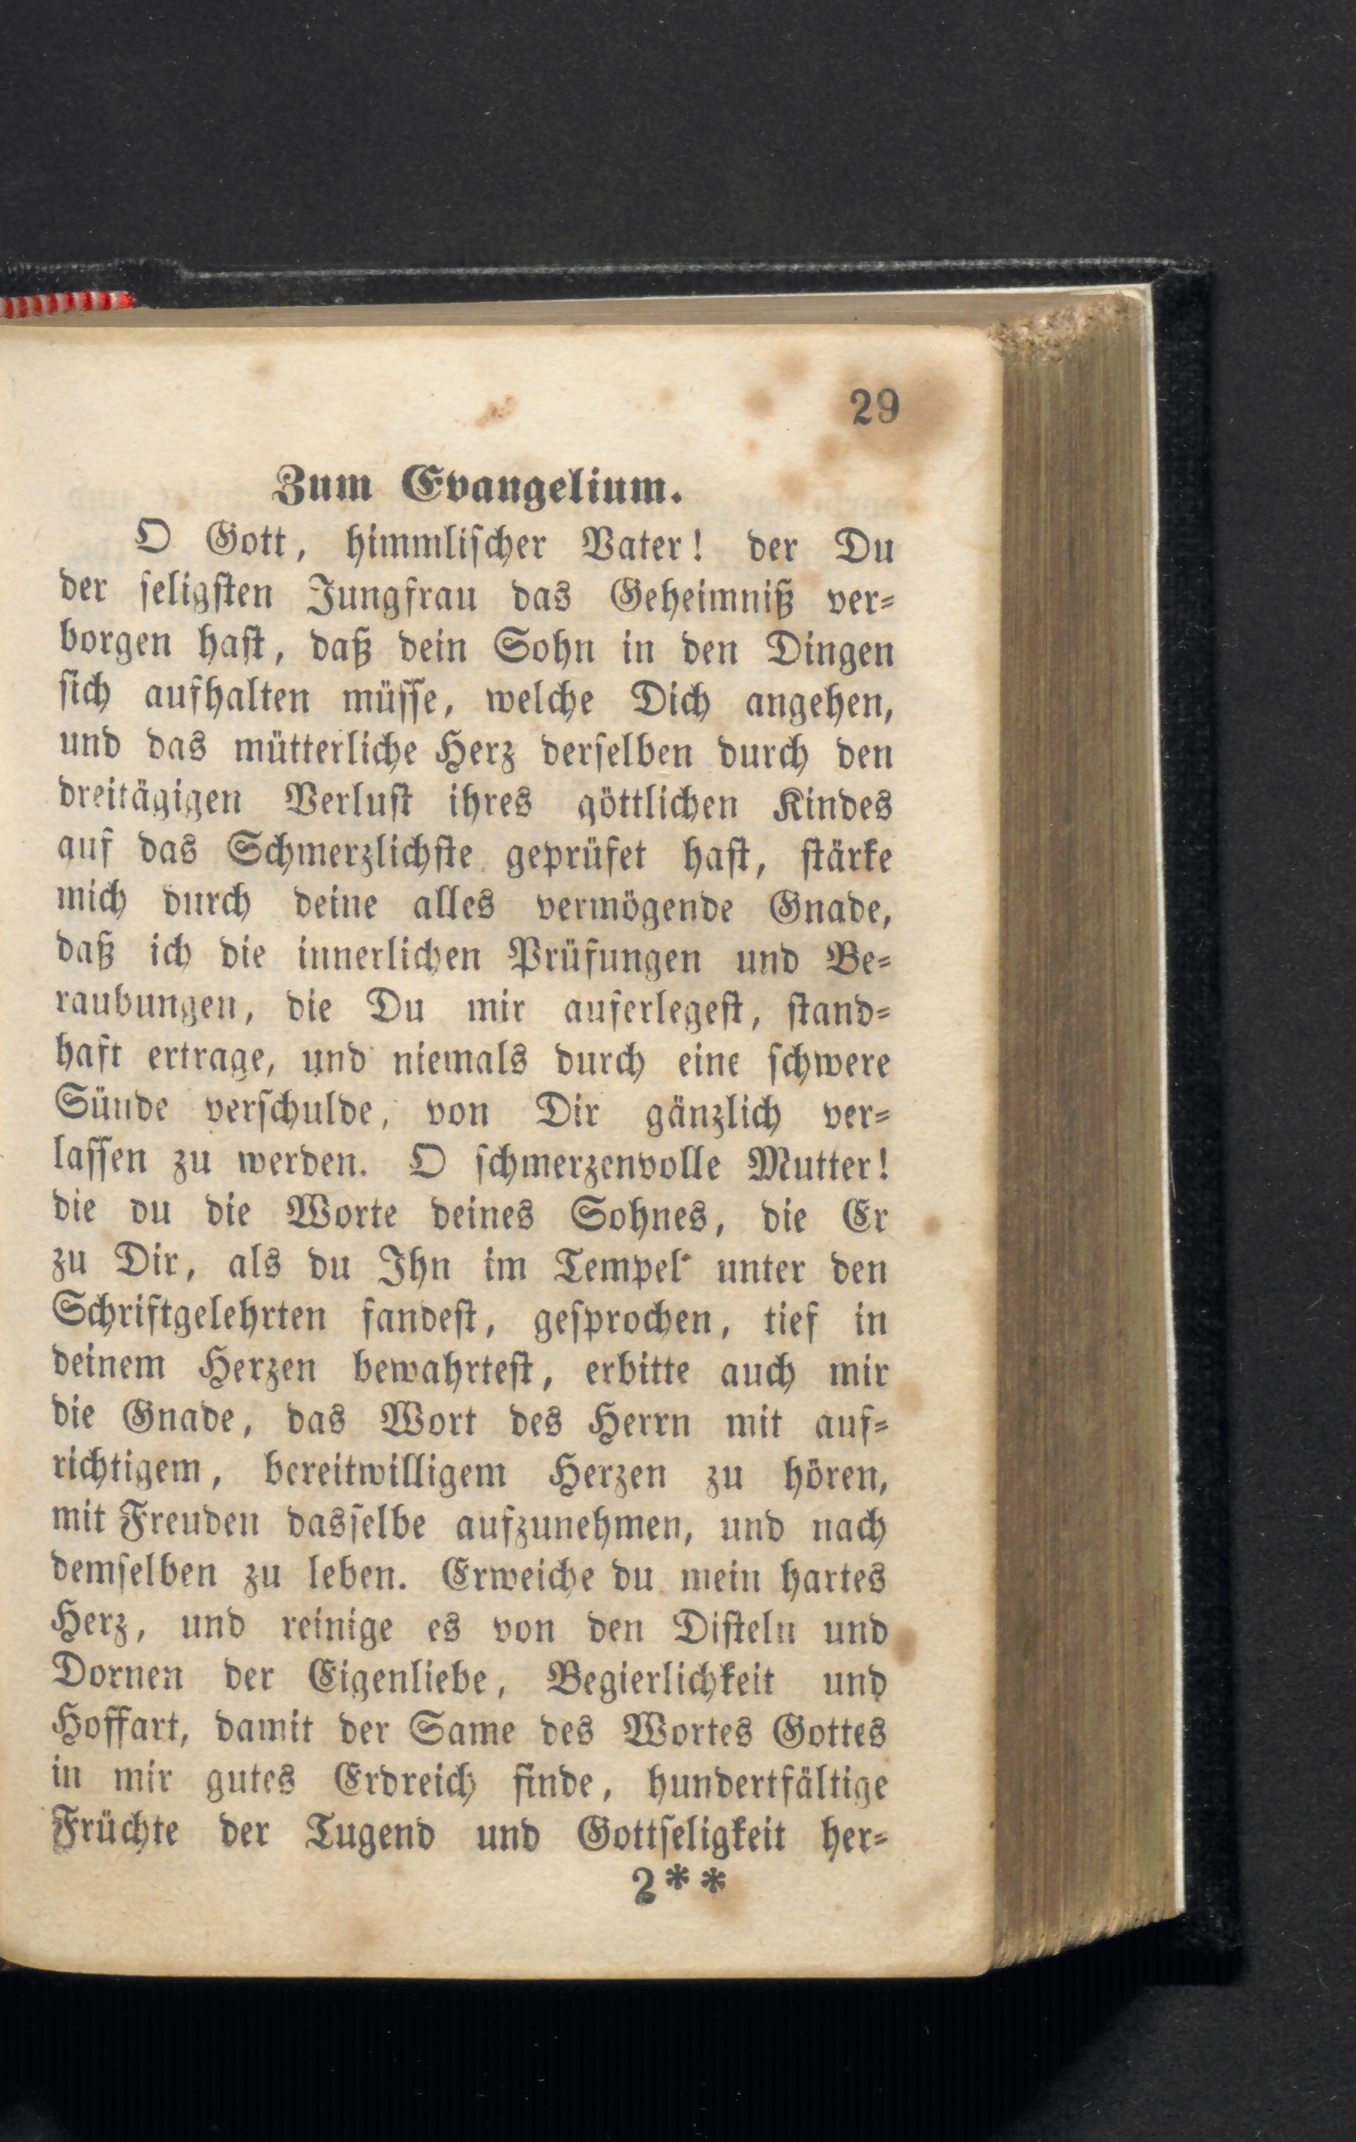 29
Zum Evangelium.
O Gott, himmlischer Vater! der Du
der seligsten Jungfrau das Geheimniß ver-
borgen hast, daß dein Sohn in den Dingen
sich aufhalten müsse, welche Dich angehen,
und das mütterliche Herz derselben durch den
dreitägigen Verlust ihres göttlichen Kindes
auf das Schmerzlichste geprüfet hast, stärke
mich durch deine alles vermögende Gnade,
daß ich die innerlichen Prüfungen und Be-
raubungen, die Du mir auferlegest, stand-
haft ertrage, und niemals durch eine schwere
Sünde verschulde, von Dir gänzlich ver-
lassen zu werden. O schmerzenvolle Mutter!
die du die Worte deines Sohnes, die Er
zu Dir, als du Ihn im Tempel unter den
Schriftgelehrten fandest, gesprochen, tief in
deinem Herzen bewahrtest, erbitte auch mir
die Gnade, das Wort des Herrn mit auf-
richtigem, bereitwilligem Herzen zu hören,
mit Freuden dasselbe aufzunehmen, und nach
demselben zu leben. Erweiche du mein hartes
Herz, und reinige es von den Disteln und
Dornen der Eigenliebe, Begierlichkeit und
Hoffart, damit der Same des Wortes Gottes
in mir gutes Erdreich finde, hundertfältige
Früchte der Tugend und Gottseligkeit her-
2**